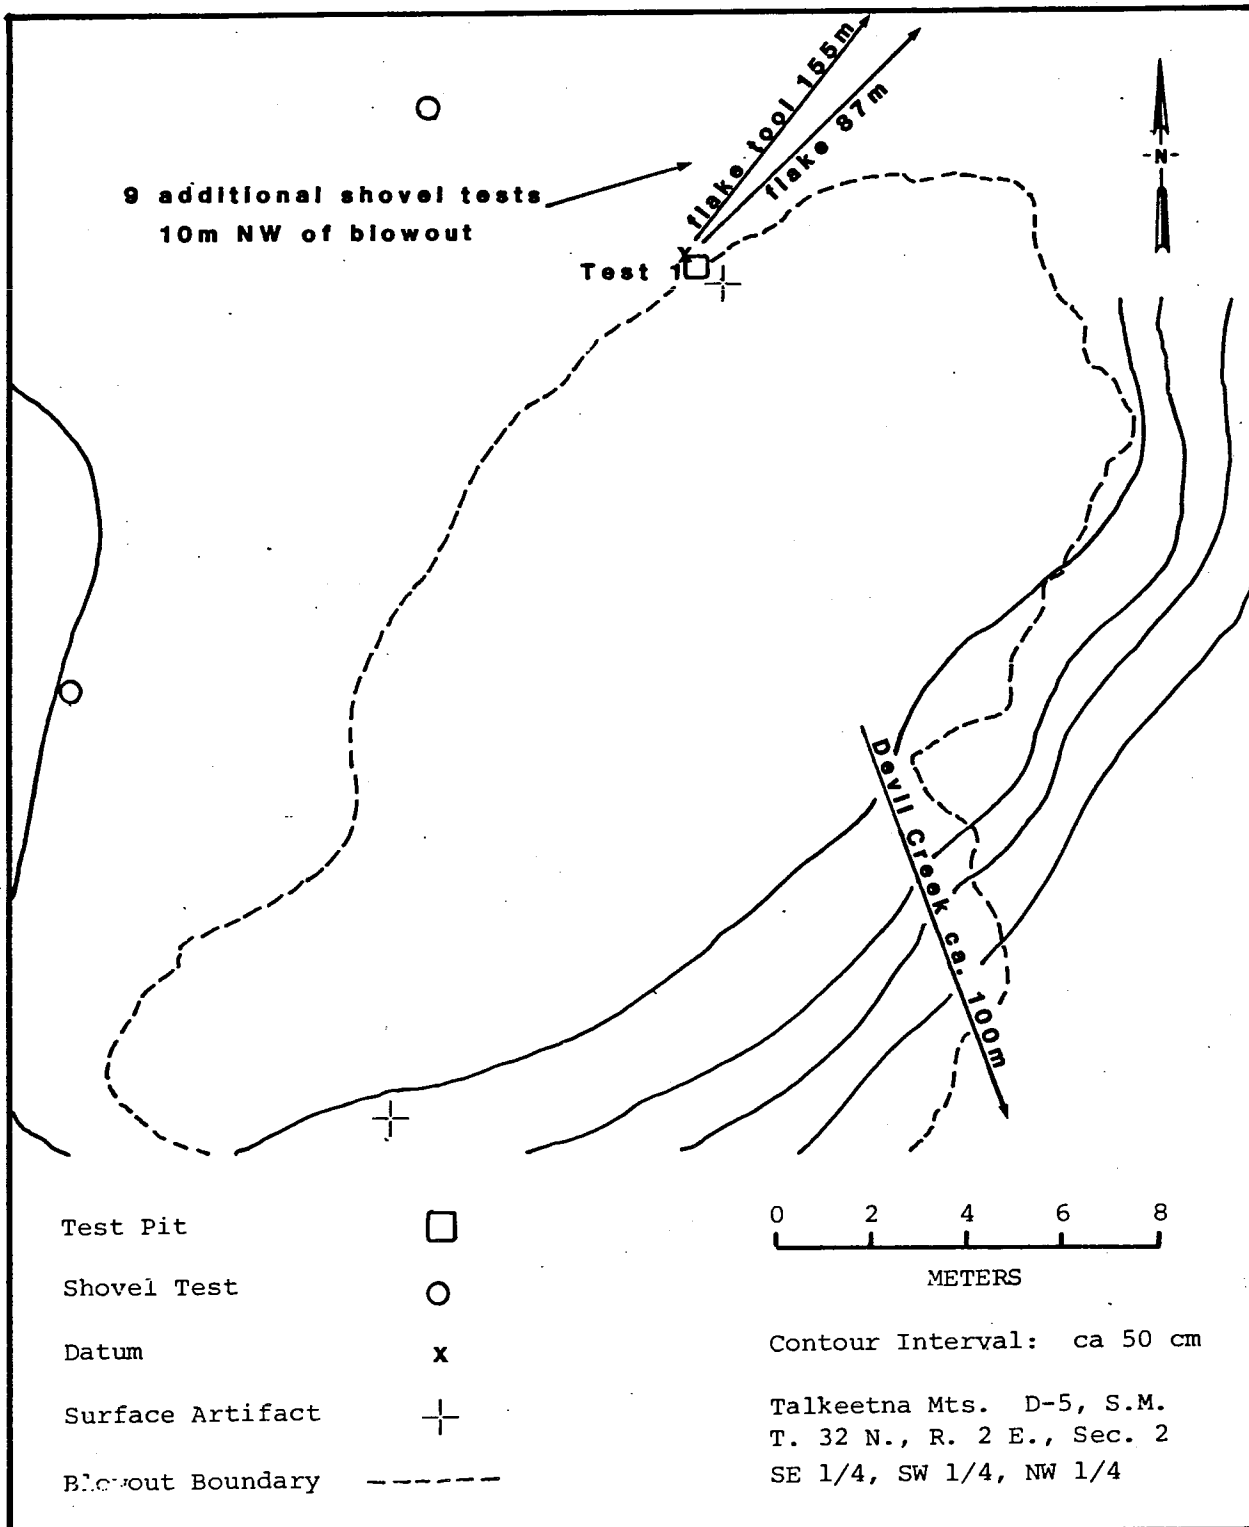 flake tool 155m
flake 87m
-N-
9 additional shovel tests
10m NW of blowout
x
Test 1
Devil Creek ca. 100m
Test Pit
Shovel Test
Datum x
Surface Artifact
Blowout Boundary
0 2 4 6 8
METERS
Contour Interval: ca 50 cm
Talkeetna Mts. D-5, S.M.
T. 32 N., R. 2 E., Sec. 2
SE 1/4, SW 1/4, NW 1/4